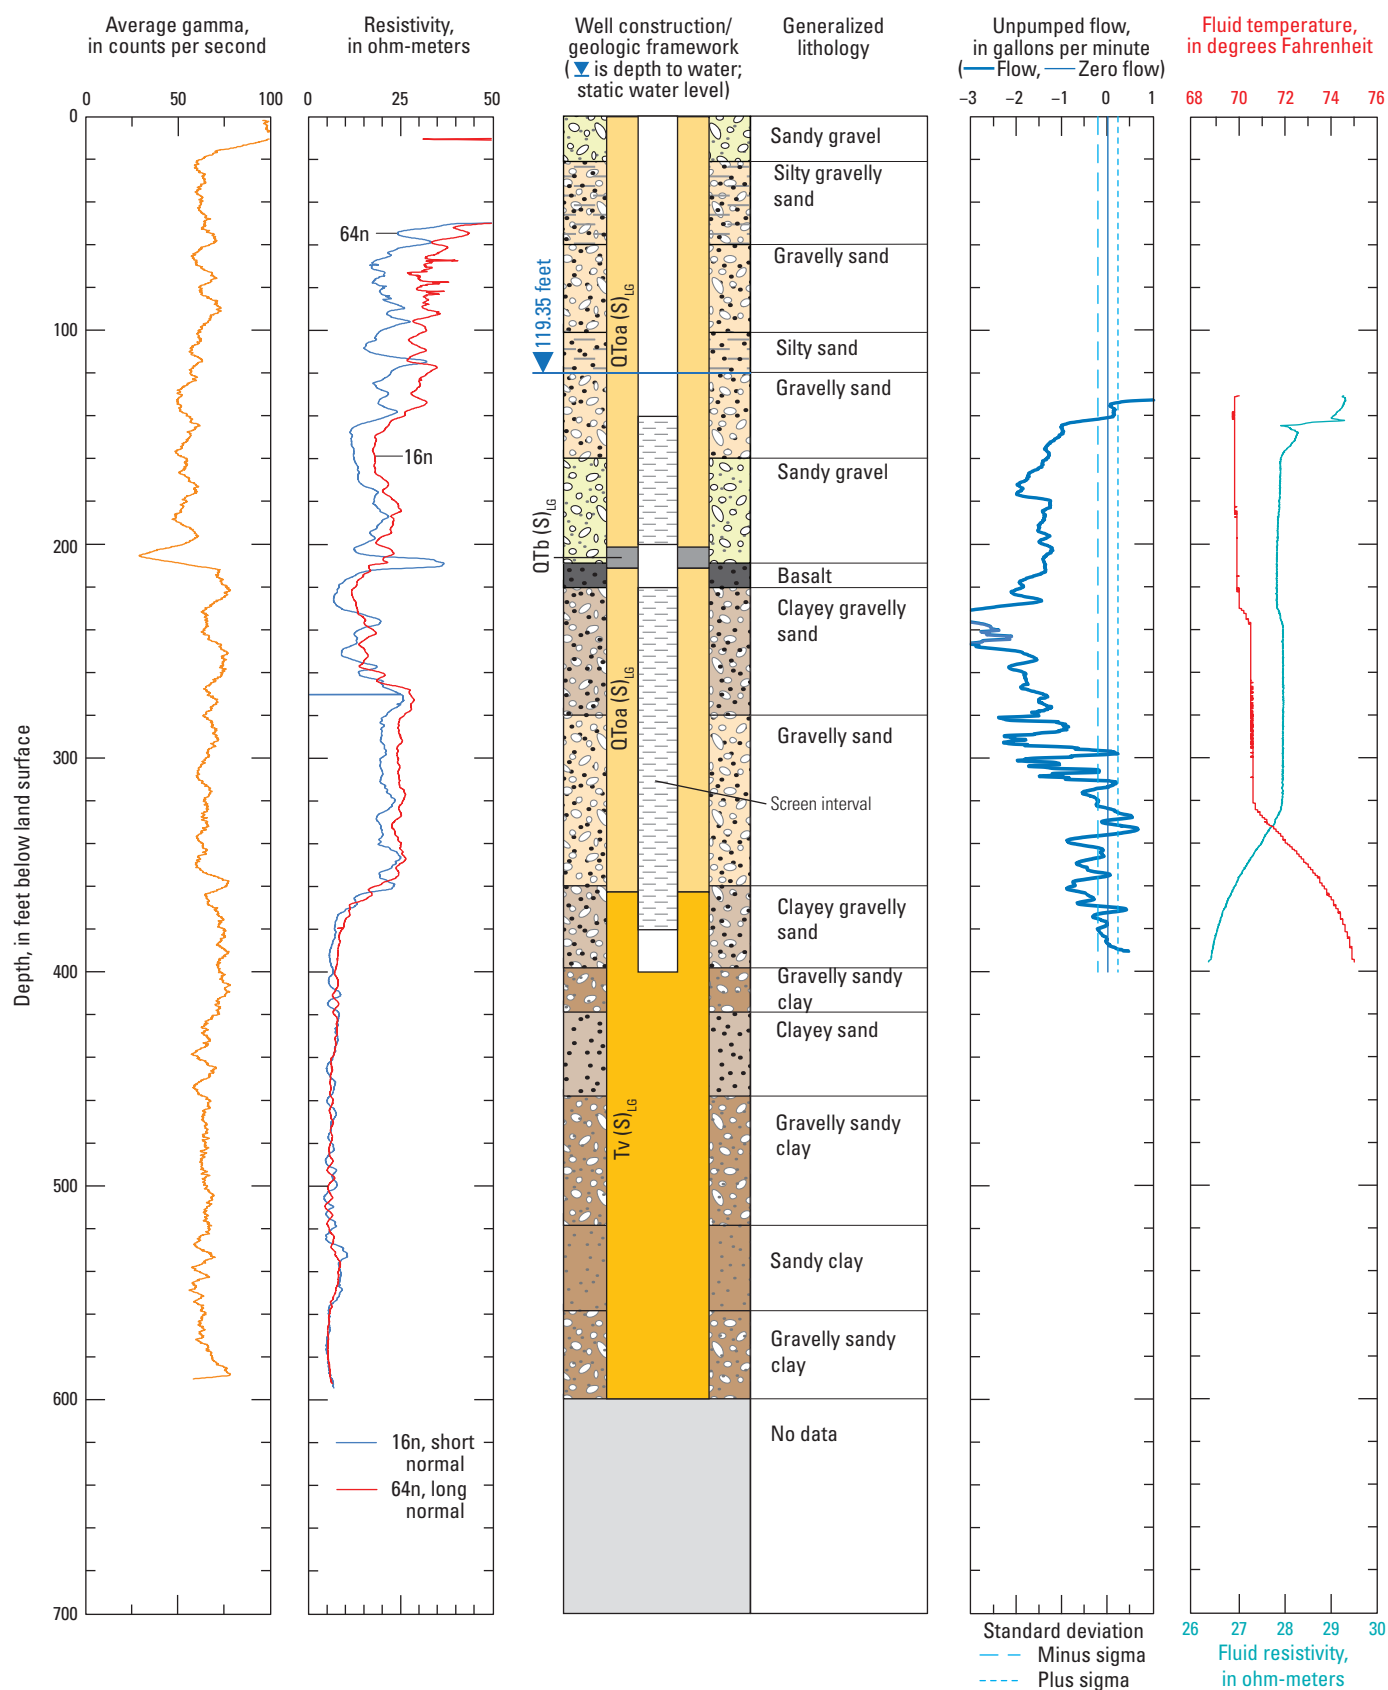 Average gamma,
in counts per second
Resistivity,
in ohm-meters
Well construction/
geologic framework
( is depth to water;
static water level)
Generalized
lithology
Unpumped flow,
in gallons per minute
( Flow, Zero flow)
Fluid temperature,
in degrees Fahrenheit
0 50 100
0 25 50
−3 −2 −1 0 1
68 70 72 74 76
Depth, in feet below land surface
0
100
200
300
400
500
600
700
64n
16n
16n, short
normal
64n, long
normal
119.35 feet
QToa (S)LG
QTb (S)LG
QToa (S)LG
Tv (S)LG
Screen interval
Sandy gravel
Silty gravelly
sand
Gravelly sand
Silty sand
Gravelly sand
Sandy gravel
Basalt
Clayey gravelly
sand
Gravelly sand
Clayey gravelly
sand
Gravelly sandy
clay
Clayey sand
Gravelly sandy
clay
Sandy clay
Gravelly sandy
clay
No data
Standard deviation
Minus sigma
Plus sigma
26 27 28 29 30
Fluid resistivity,
in ohm-meters